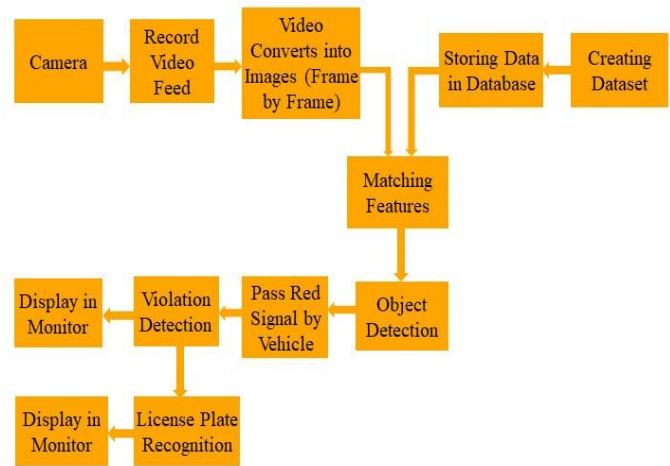 Camera
Record
Video
Feed
Video
Converts into
Images (Frame
by Frame)
Storing Data
in Database
Creating
Dataset
Matching
Features
Object
Detection
Pass Red
Signal by
Vehicle
Violation
Detection
Display in
Monitor
License Plate
Recognition
Display in
Monitor